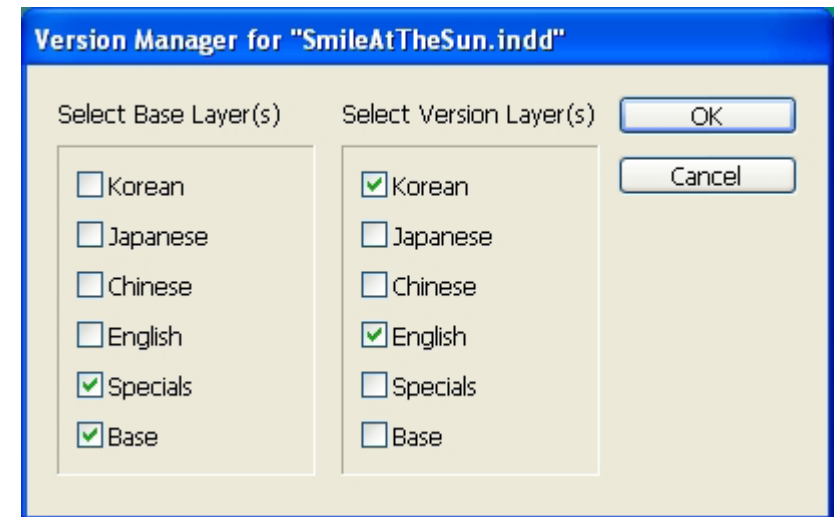 Version Manager for "SmileAtTheSun.indd"
Select Base Layer(s)
Korean
Japanese
Chinese
English
Specials
Base
Select Version Layer(s)
Korean
Japanese
Chinese
English
Specials
Base
OK
Cancel